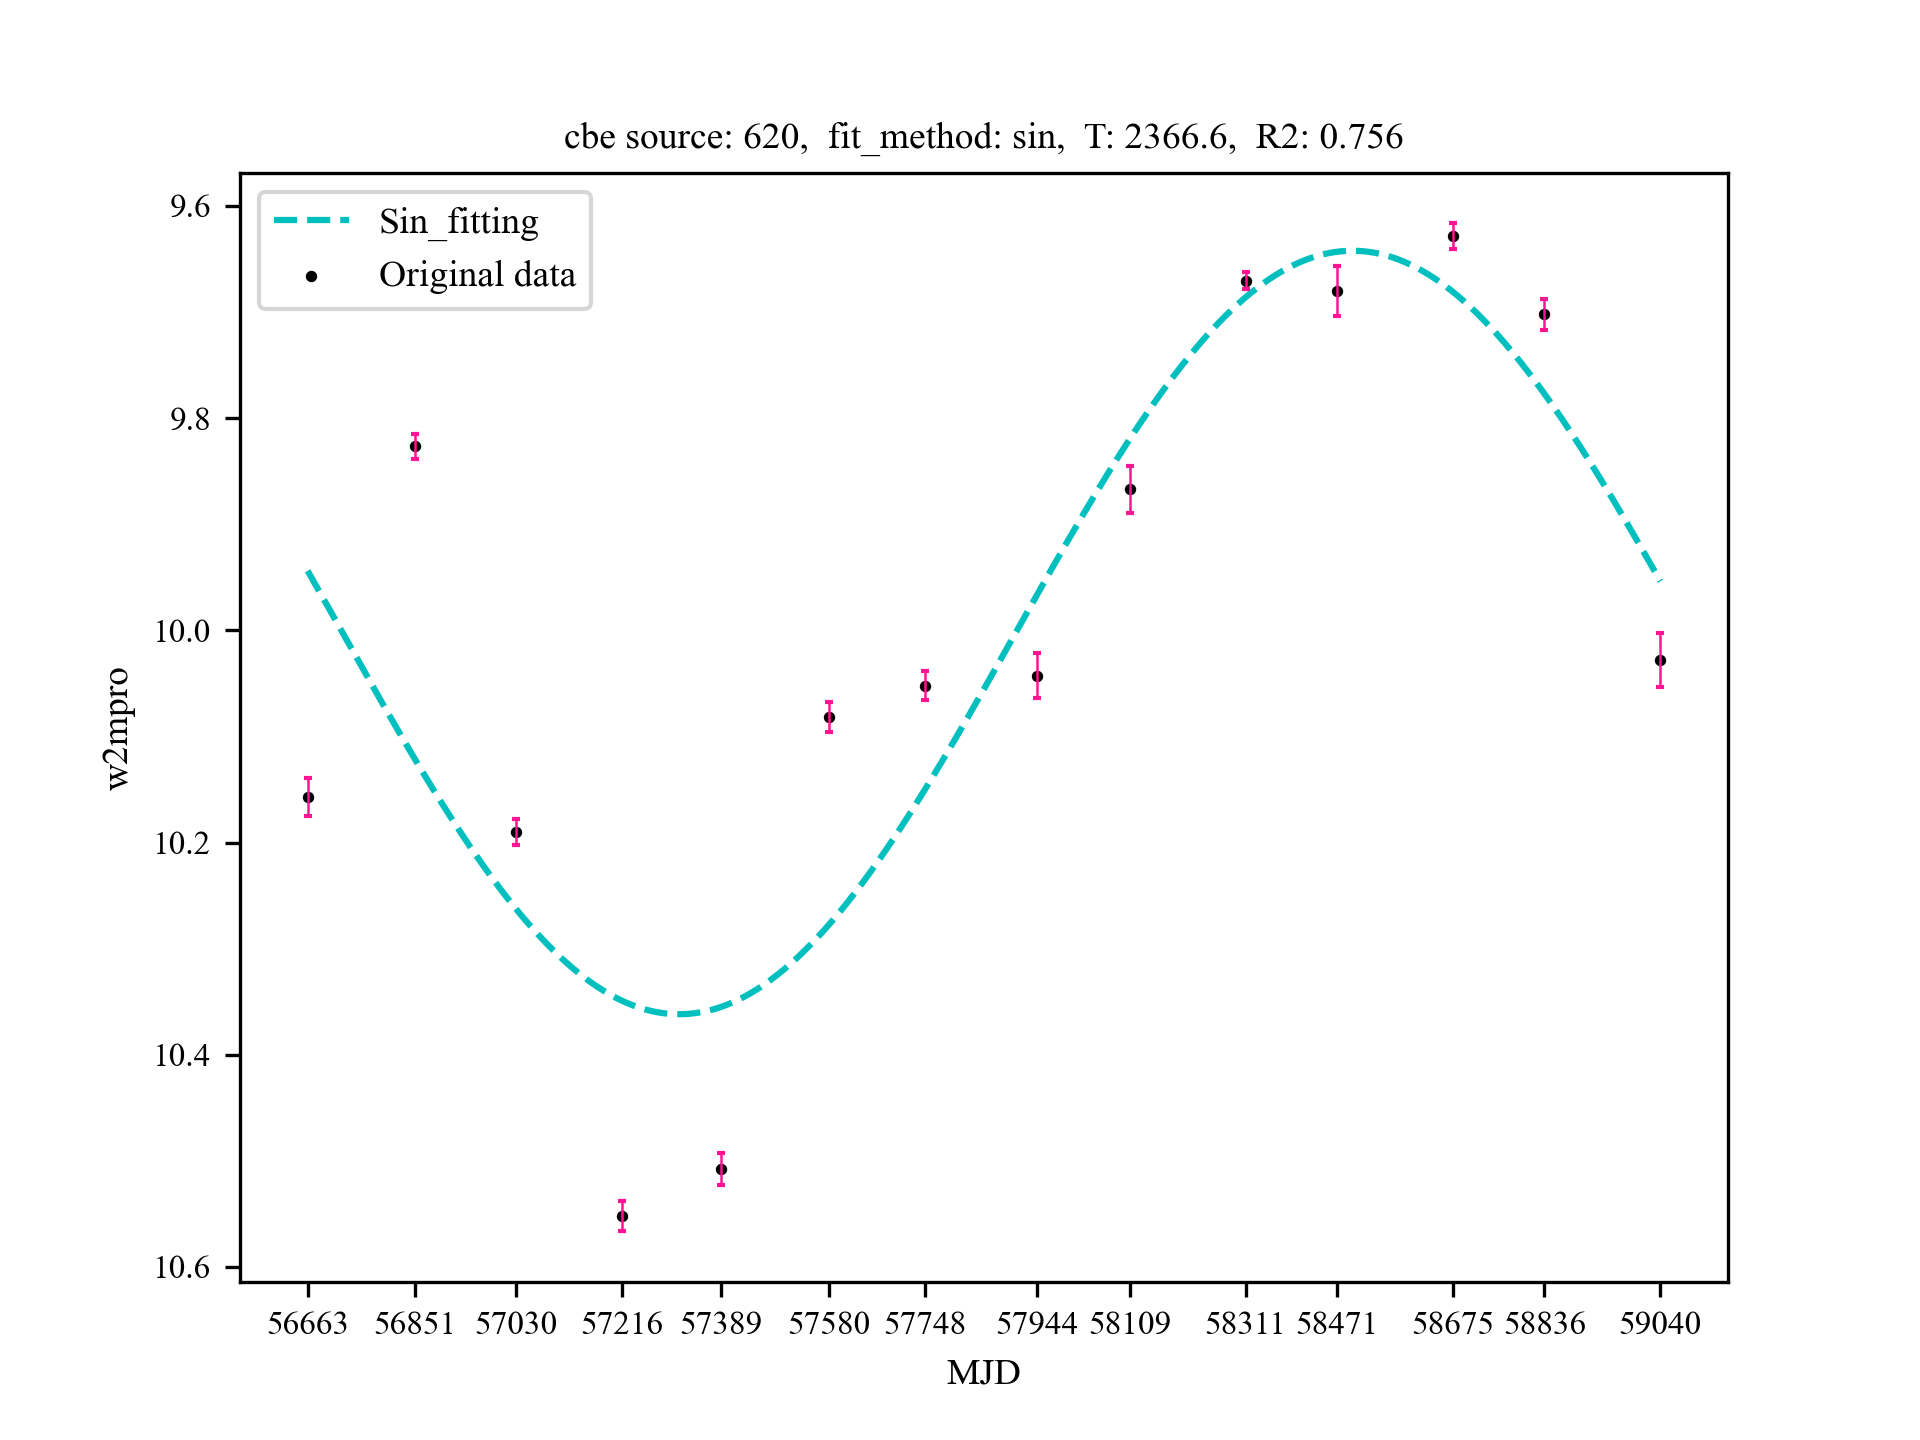 cbe source: 620,  fit_method: sin,  T: 2366.6,  R2: 0.756
Sin_fitting
Original data
9.6
9.8
10.0
10.2
10.4
10.6
w2mpro
56663 56851 57030 57216 57389 57580 57748 57944 58109 58311 58471 58675 58836 59040
MJD